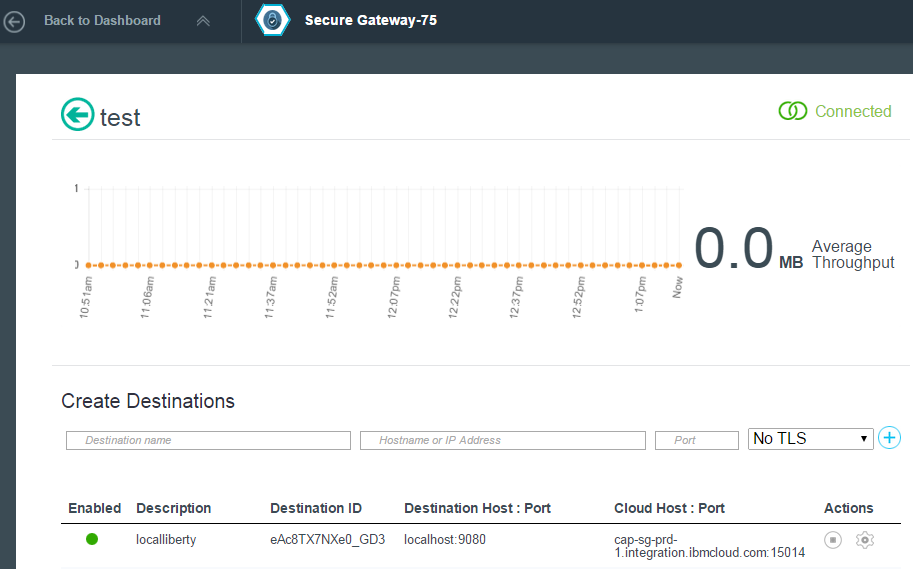 Back to Dashboard
Secure Gateway-75
test
Connected
1
0
10:51am
11:06am
11:21am
11:37am
11:52am
12:07pm
12:22pm
12:37pm
12:52pm
1:07pm
Now
0.0 MB
Average
Throughput
Create Destinations
Destination name
Hostname or IP Address
Port
No TLS
Enabled Description Destination ID Destination Host : Port Cloud Host : Port Actions
localliberty eAc8TX7NXe0_GD3 localhost:9080 cap-sg-prd-
1.integration.ibmcloud.com:15014